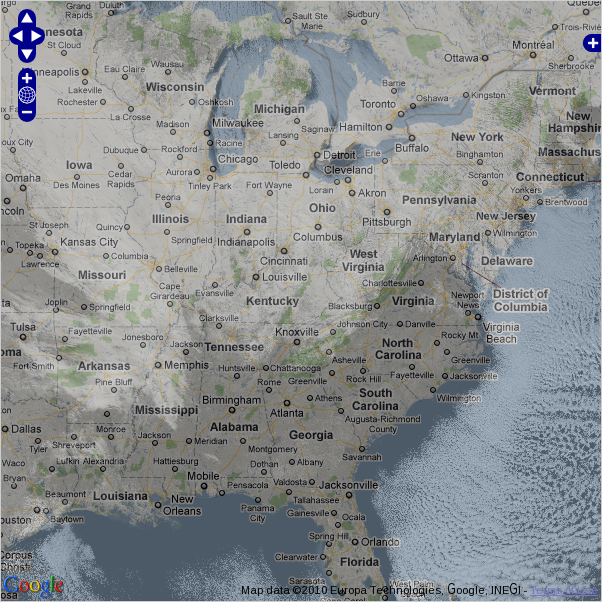 Grand Rapids
Duluth
Sault Ste. Marie
Sudbury
Trois-Riv
Ottawa
Montréal
Sherbrooke
St Cloud
Eau Claire
Wausau
Lakeville
Wisconsin
Rochester
Oshkosh
La Crosse
Michigan
Barrie
Toronto
Oshawa
Kingston
Vermont
New Hampshire
Madison
Milwaukee
Racine
Saginaw
Lansing
Hamilton
Buffalo
New York
Massachus
Dubuque
Rockford
Chicago
Detroit
Erie
Binghamton
Iowa
Cedar Rapids
Aurora
Tinley Park
Toledo
Cleveland
Scranton
Connecticut
Omaha
Des Moines
Fort Wayne
Lorain
Akron
Pennsylvania
Yonkers
Brentwood
Peoria
Illinois
Indiana
Ohio
Pittsburgh
New Jersey
St Joseph
Quincy
Springfield
Indianapolis
Columbus
Maryland
Wilmington
Topeka
Kansas City
Lawrence
Columbia
Belleville
Cincinnati
West Virginia
Arlington
Delaware
Missouri
Louisville
Charlottesville
District of Columbia
Cape Girardeau
Evansville
Kentucky
Blacksburg
Virginia
Newport News
Joplin
Springfield
Clarksville
Knoxville
Johnson City
Danville
Virginia Beach
Tulsa
Fayetteville
Jonesboro
Jackson
Tennessee
North Carolina
Rocky Mt
Fort Smith
Arkansas
Memphis
Huntsville
Chattanooga
Asheville
Greenville
Rome
Greenville
Rock Hill
Fayetteville
Jacksonville
Pine Bluff
Mississippi
Birmingham
Atlanta
Athens
South Carolina
Wilmington
Dallas
Monroe
Alabama
Georgia
Augusta-Richmond County
Tyler
Shreveport
Jackson
Meridian
Montgomery
Savannah
Waco
Lufkin
Alexandria
Hattiesburg
Dothan
Albany
Bryan
Mobile
Valdosta
Jacksonville
Beaumont
Louisiana
New Orleans
Pensacola
Tallahassee
Panama City
Gainesville
Ocala
Baytown
Spring Hill
Orlando
Corpus Christi
Clearwater
Florida
Sarasota
West Palm
Google
Map data ©2010 Europa Technologies, Google, INEGI -